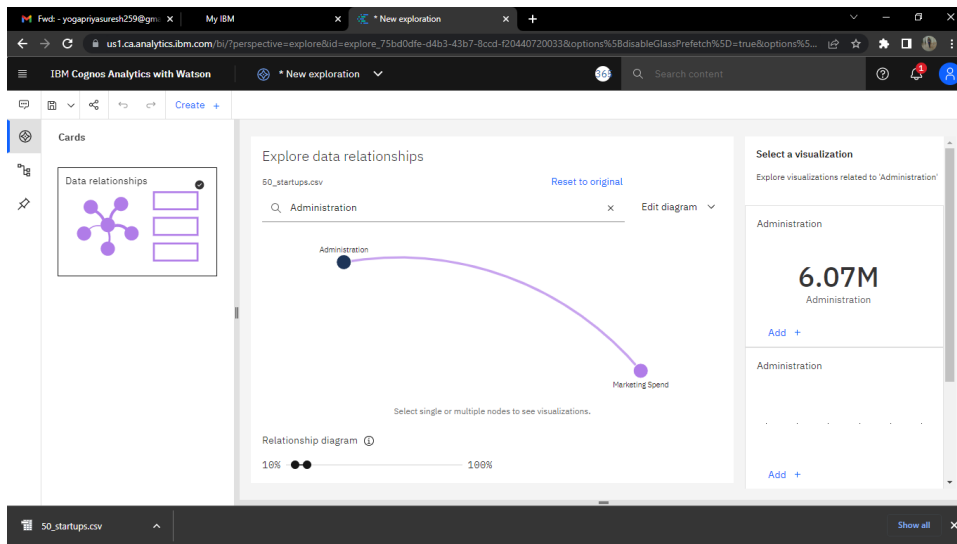 Fwd: - yogapriyasuresh259@gma
My IBM
* New exploration
us1.ca.analytics.ibm.com/bi/?perspective=explore&id=explore_75bd0dfe-d4b3-43b7-8ccd-f20440720033&options%5BdisableGlassPrefetch%5D=true&options%5...
IBM Cognos Analytics with Watson
* New exploration
365
Search content
1
Create +
Cards
Data relationships
Explore data relationships
50_startups.csv
Reset to original
Administration
Edit diagram
Administration
Marketing Spend
Select single or multiple nodes to see visualizations.
Relationship diagram
10%
100%
Select a visualization
Explore visualizations related to 'Administration'
Administration
6.07M
Administration
Add +
Administration
Add +
50_startups.csv
Show all